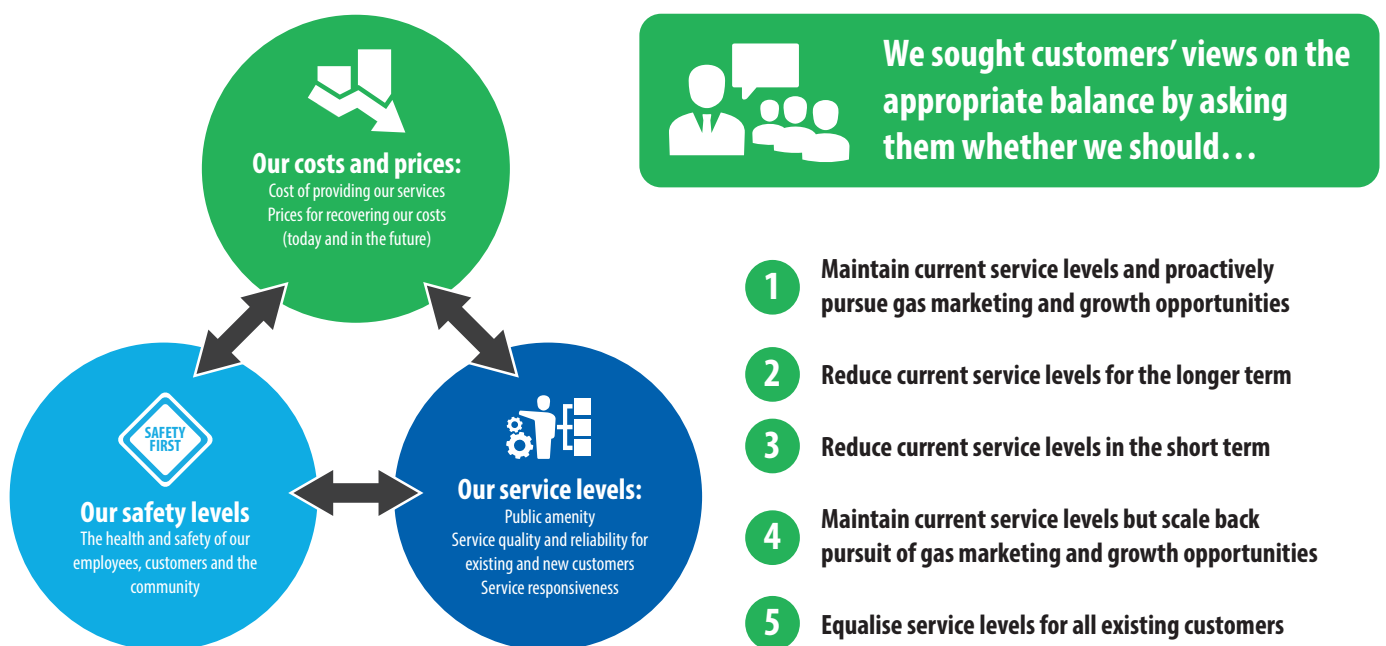 Our costs and prices:
Cost of providing our services
Prices for recovering our costs
(today and in the future)
SAFETY
FIRST
Our safety levels
The health and safety of our
employees, customers and the
community
Our service levels:
Public amenity
Service quality and reliability for
existing and new customers
Service responsiveness
We sought customers’ views on the
appropriate balance by asking
them whether we should…
1
Maintain current service levels and proactively
pursue gas marketing and growth opportunities
2
Reduce current service levels for the longer term
3
Reduce current service levels in the short term
4
Maintain current service levels but scale back
pursuit of gas marketing and growth opportunities
5
Equalise service levels for all existing customers